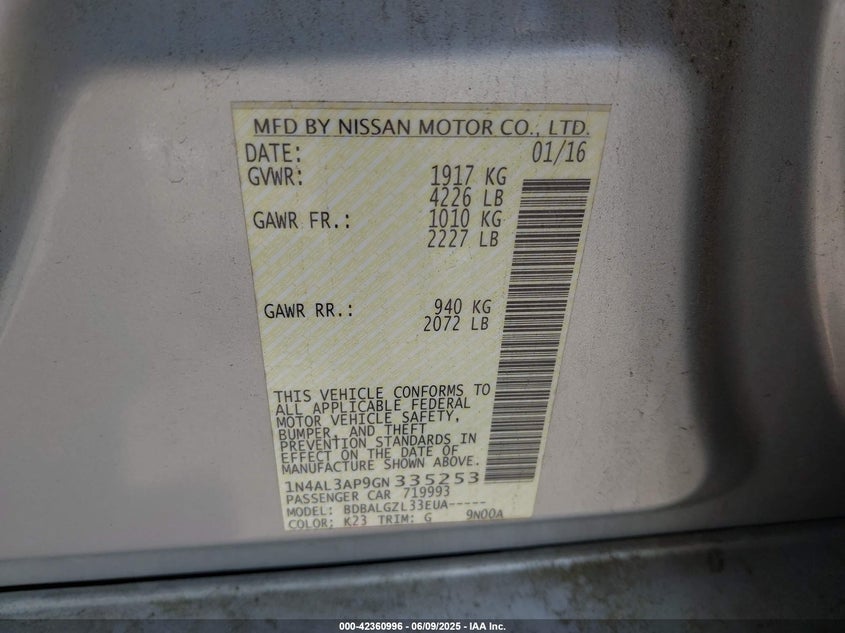 MFD BY NISSAN MOTOR CO., LTD.
DATE: 01/16
GVWR: 1917 KG
4226 LB
GAWR FR.: 1010 KG
2227 LB
GAWR RR.: 940 KG
2072 LB
THIS VEHICLE CONFORMS TO
ALL APPLICABLE FEDERAL
MOTOR VEHICLE SAFETY,
BUMPER, AND THEFT
PREVENTION STANDARDS IN
EFFECT ON THE DATE OF
MANUFACTURE SHOWN ABOVE.
1N4AL3AP9GN335253
PASSENGER CAR 719993
MODEL: BDBALGZL33EUA-----
COLOR; K23 TRIM: G 9N00A
000-42360996 - 06/09/2025 - IAA Inc.